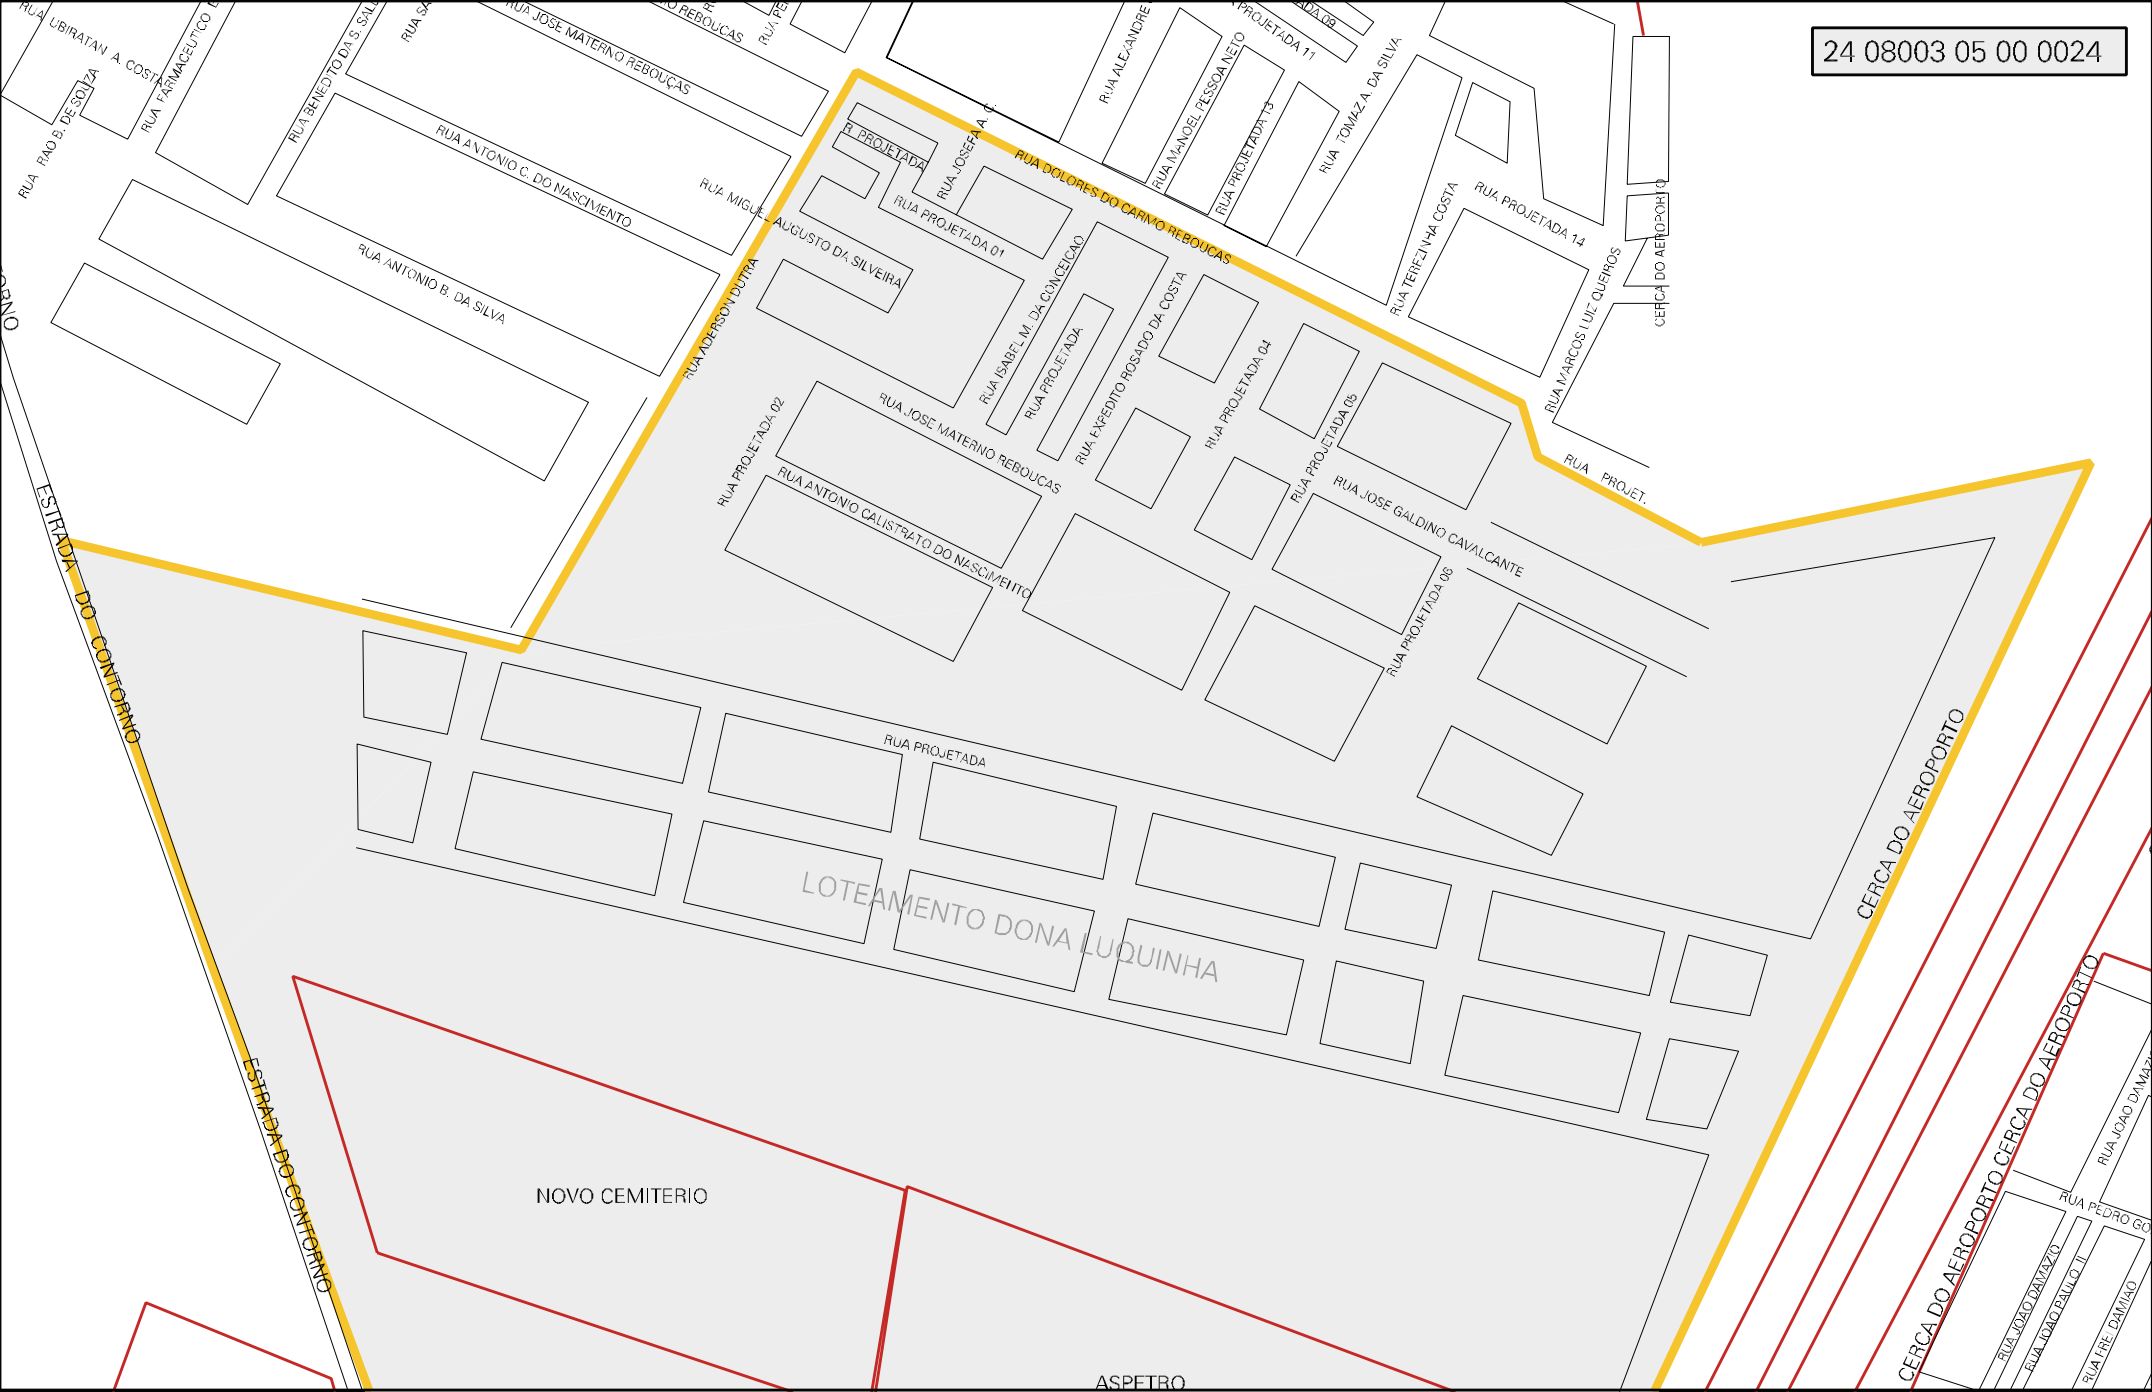 24 08003 05 00 0024
RUA UBIRATAN A. COSTA
RUA FARMACEUTICO
RUA BENEDITO DA S.
RUA
RUA JOSE MATERNO REBOUÇAS
REBOUCAS
RUA RAO B. DE SOUZA
RUA ANTONIO C. DO NASCIMENTO
RUA ANTONIO B. DA SILVA
RUA MIGUEL AUGUSTO DA SILVEIRA
RUA ADERSON DUTRA
R. PROJETADA
RUA JOSEFA A. C.
RUA PROJETADA 01
RUA DOLORES DO CARMO REBOUCAS
RUA ALEXANDRE
RUA MANOEL PESSOA NETO
PROJETADA 11
RUA PROJETADA 13
RUA TOMAZ A. DA SILVA
RUA TEREZINHA COSTA
RUA PROJETADA 14
RUA MARCOS LUIZ QUEIROS
CERCA DO AEROPORTO
RUA PROJET.
RUA ISABEL M. DA CONCEICAO
RUA PROJETADA
RUA EXPEDITO ROSADO DA COSTA
RUA PROJETADA 04
RUA PROJETADA 05
RUA PROJETADA 02
RUA JOSE MATERNO REBOUCAS
RUA ANTONIO CALISTRATO DO NASCIMENTO
RUA JOSE GALDINO CAVALCANTE
RUA PROJETADA 06
ESTRADA DO CONTORNO
RUA PROJETADA
LOTEAMENTO DONA LUQUINHA
CERCA DO AEROPORTO
ESTRADA DO CONTORNO
NOVO CEMITERIO
ASPETRO
CERCA DO AEROPORTO CERCA DO AEROPORTO
RUA JOAO
RUA PEDRO
RUA JOAO DAMAZIO
RUA JOAO PAULO II
RUA FREI DAMIAO